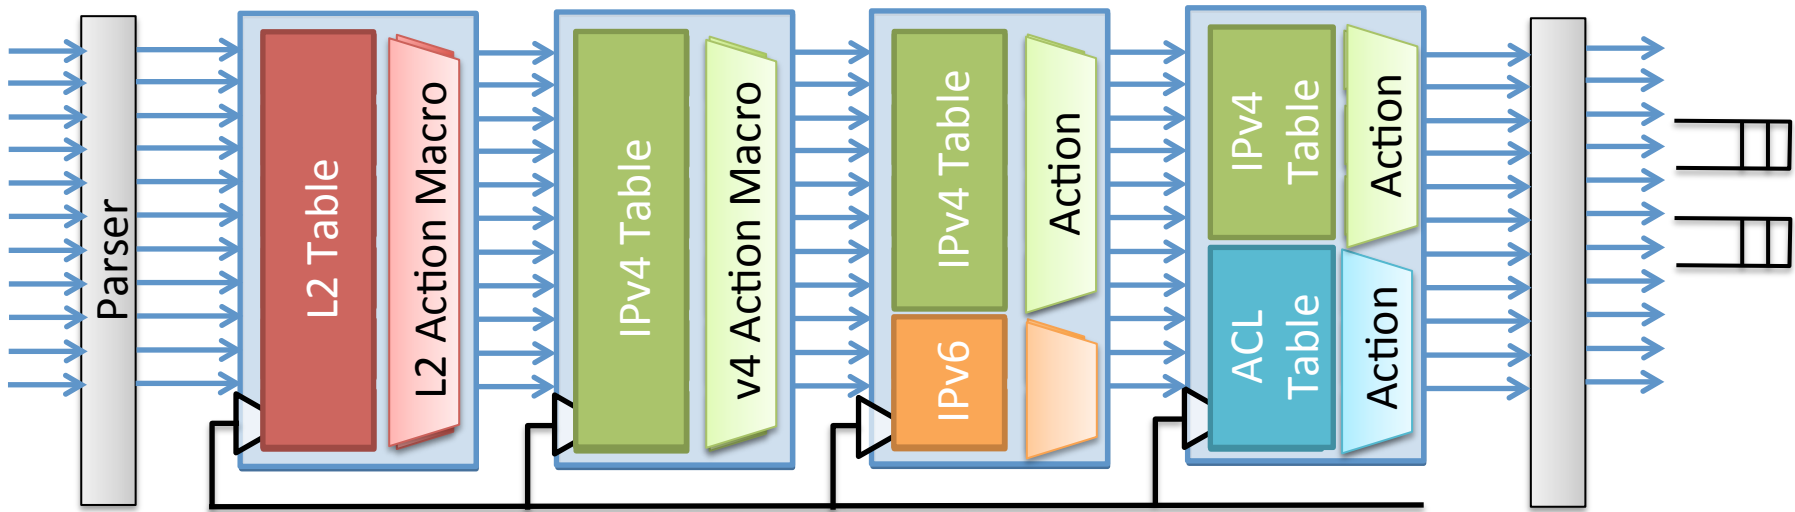 Parser
L2 Table
L2 Action Macro
IPv4 Table
v4 Action Macro
IPv4 Table
Action
IPv6
IPv4
Table
Action
ACL
Table
Action